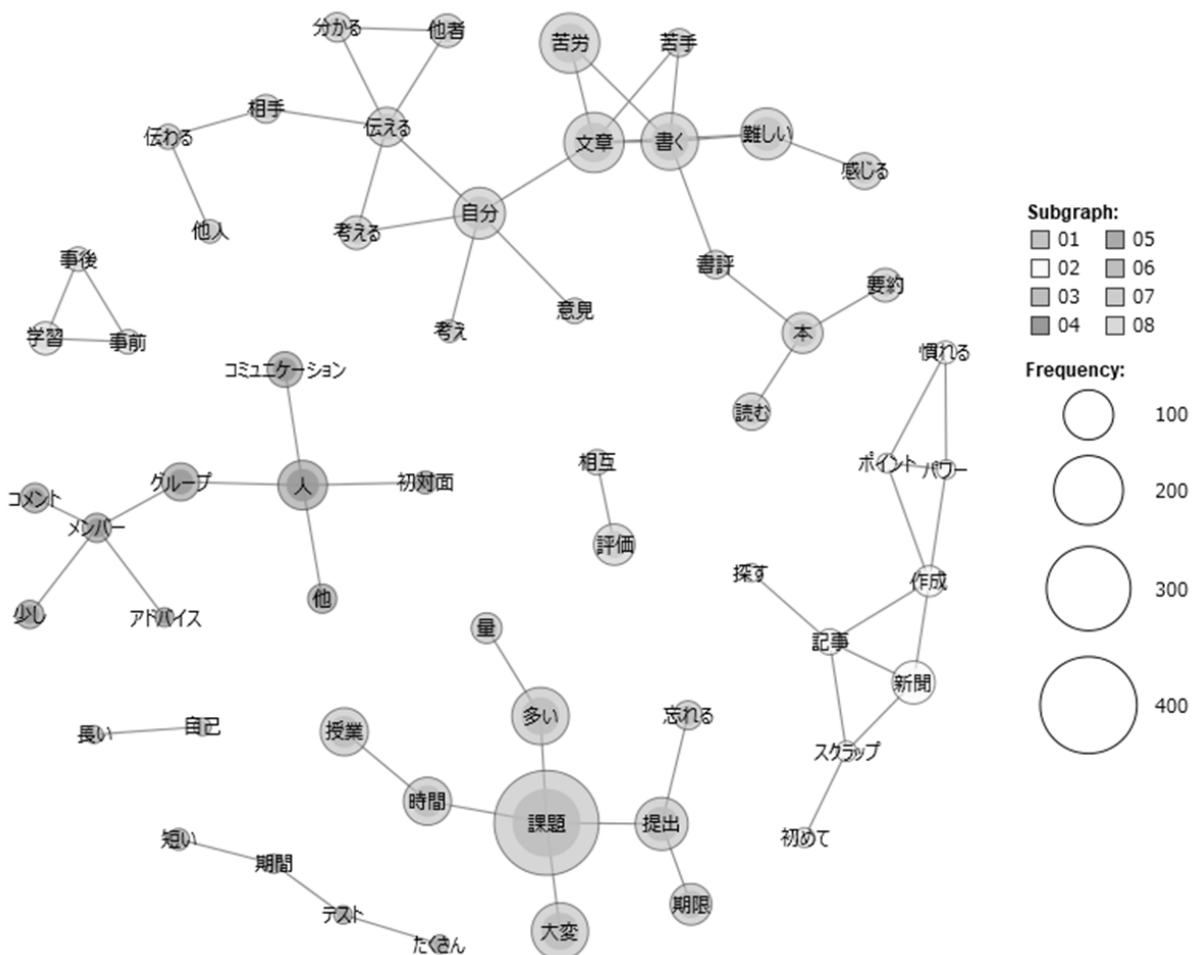 分かる
他者
苦労
苦手
相手
伝わる
伝える
文章
書く
難しい
感じる
他人
考える
自分
書評
要約
事後
学習
事前
考え
意見
本
読む
コミュニケーション
コメント
グループ
人
初対面
メンバー
少し
アドバイス
他
相互
評価
慣れる
ポイント
パワー
探す
作成
記事
新聞
スクラップ
初めて
長い
自己
量
授業
多い
忘れる
時間
課題
提出
期限
大変
短い
期間
テスト
たくさん
Subgraph:
01 05
02 06
03 07
04 08
Frequency:
100
200
300
400